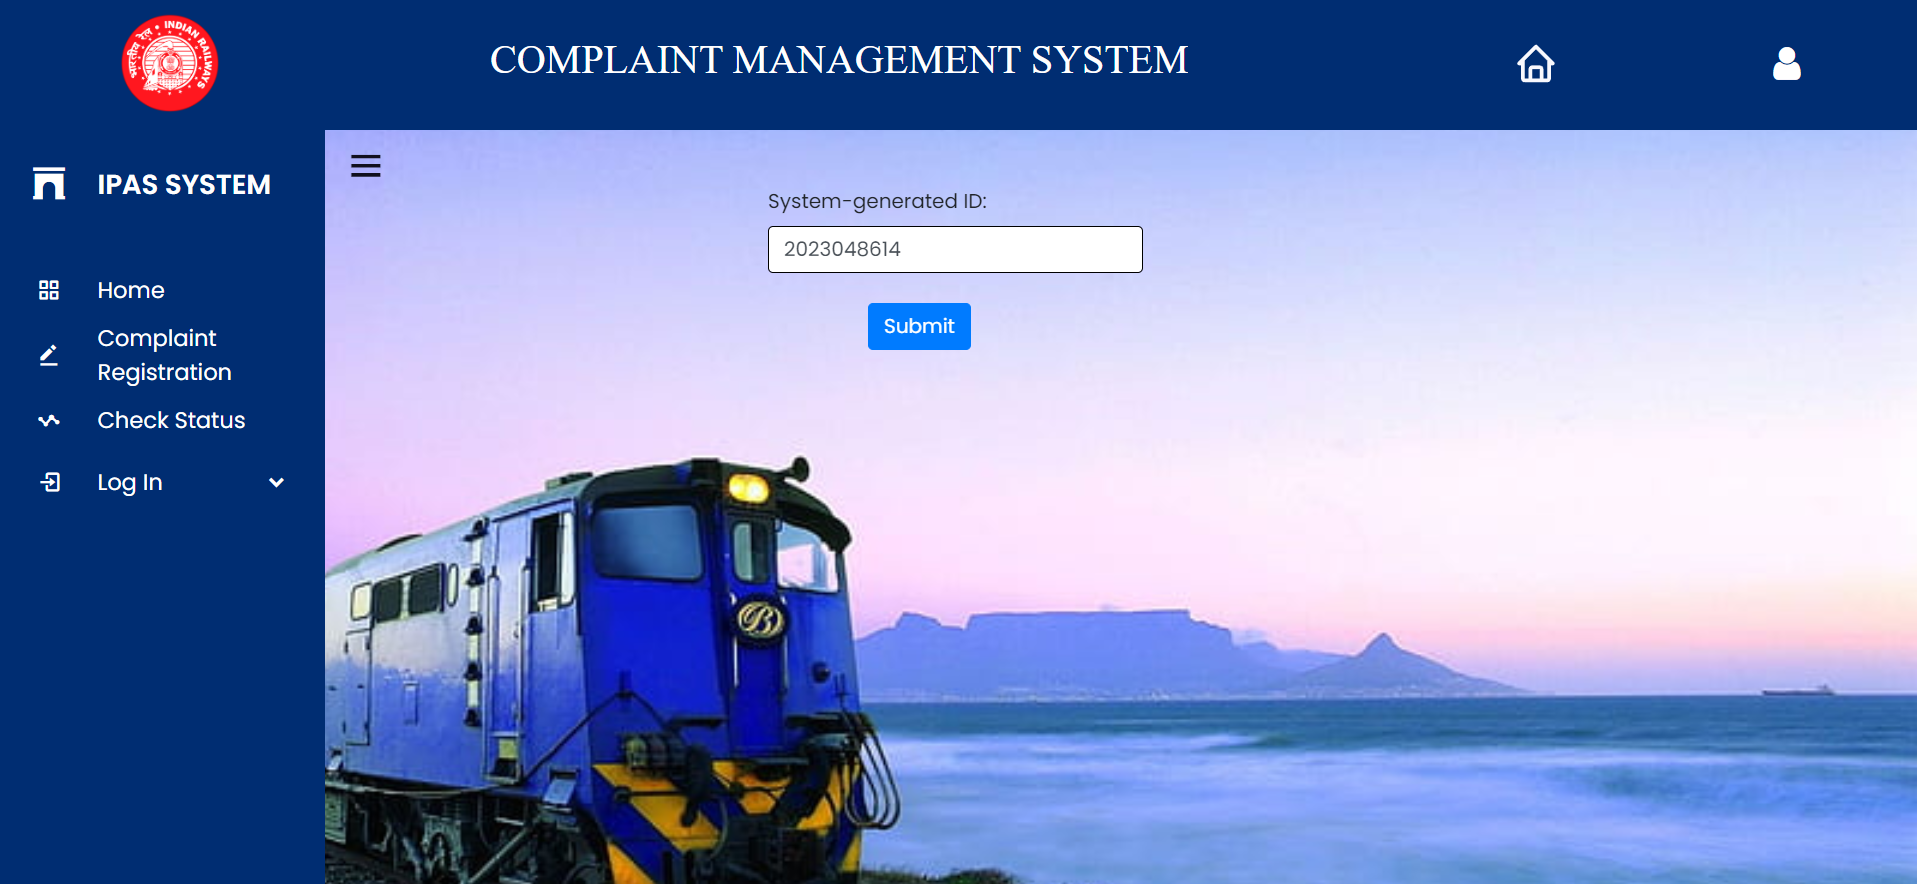 भारतीय रेल • INDIAN RAILWAYS
COMPLAINT MANAGEMENT SYSTEM
IPAS SYSTEM
Home
Complaint
Registration
Check Status
Log In
System-generated ID:
2023048614
Submit
B